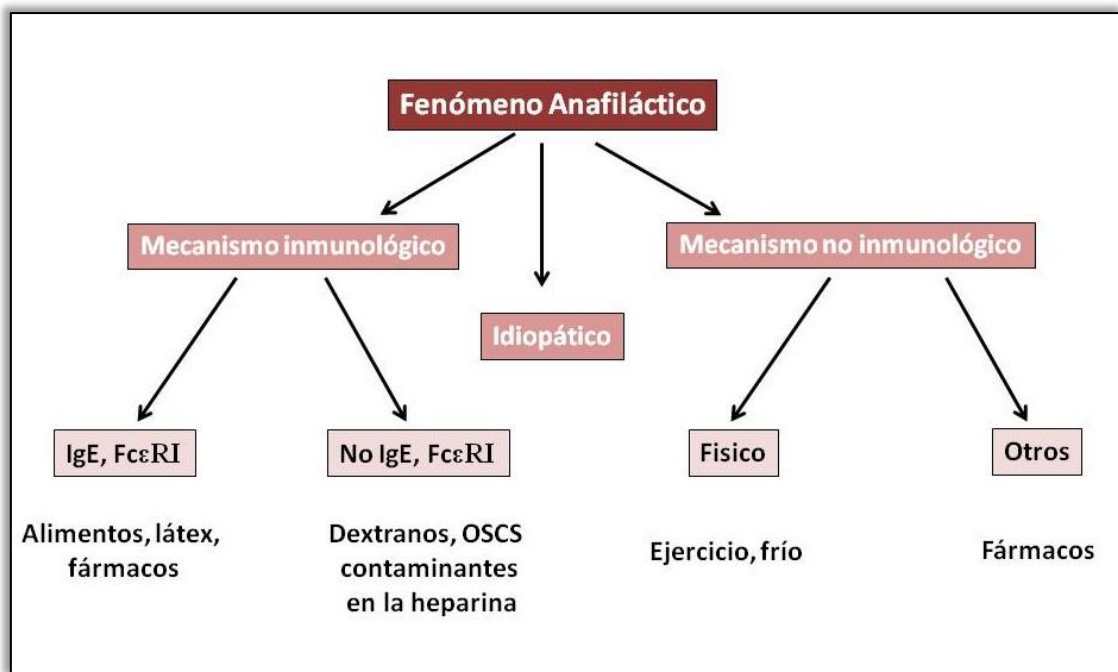 Fenómeno Anafiláctico
Mecanismo inmunológico
Mecanismo no inmunológico
Idiopático
IgE, FcεRI
No IgE, FcεRI
Fisico
Otros
Alimentos, látex,
fármacos
Dextranos, OSCS
contaminantes
en la heparina
Ejercicio, frío
Fármacos